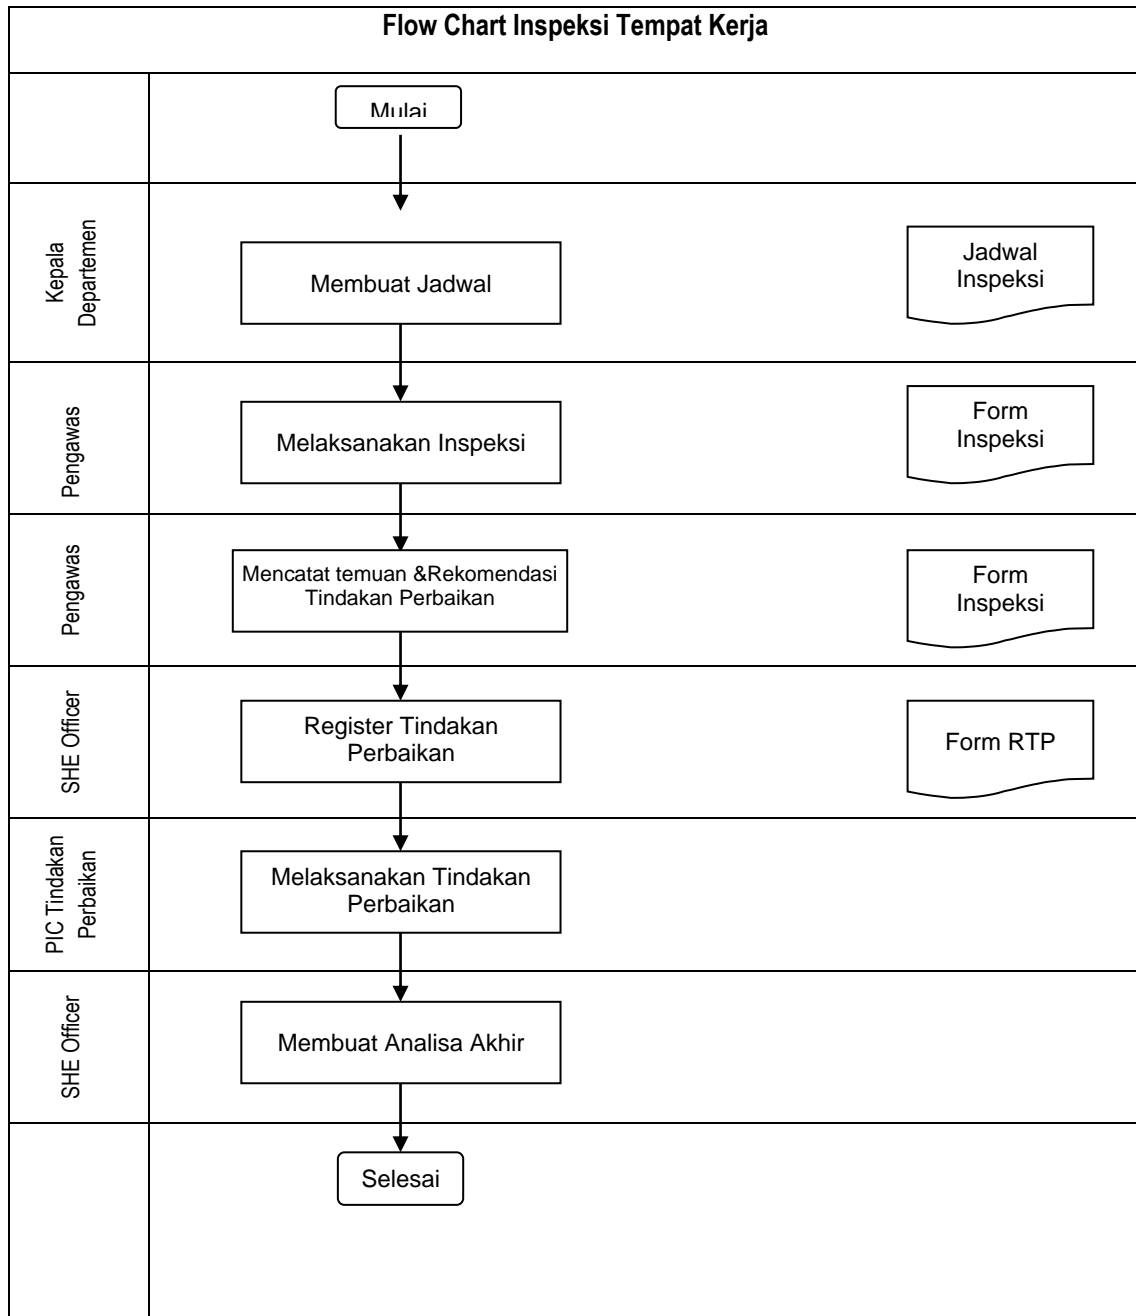 Flow Chart Inspeksi Tempat Kerja
Mulai
Kepala
Departemen
Membuat Jadwal
Jadwal
Inspeksi
Pengawas
Melaksanakan Inspeksi
Form
Inspeksi
Pengawas
Mencatat temuan &Rekomendasi
Tindakan Perbaikan
Form
Inspeksi
SHE Officer
Register Tindakan
Perbaikan
Form RTP
PIC Tindakan
Perbaikan
Melaksanakan Tindakan
Perbaikan
SHE Officer
Membuat Analisa Akhir
Selesai